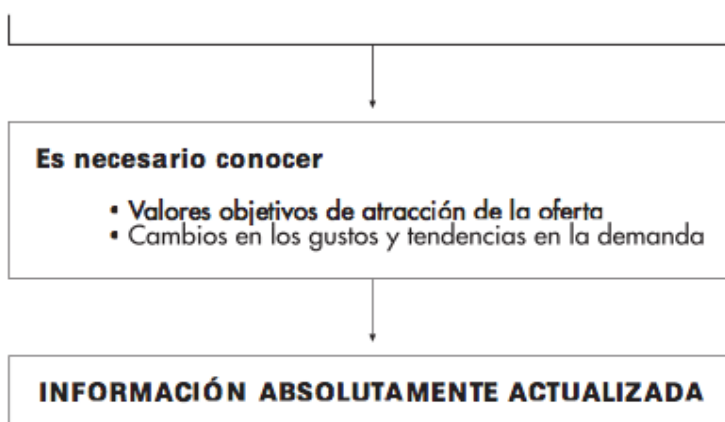 Es necesario conocer
• Valores objetivos de atracción de la oferta
• Cambios en los gustos y tendencias en la demanda
INFORMACIÓN ABSOLUTAMENTE ACTUALIZADA